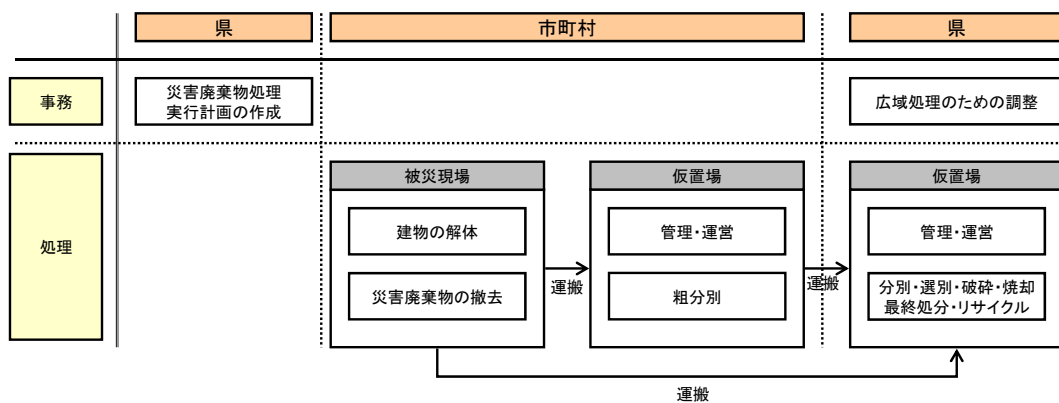 県
市町村
県
事務
災害廃棄物処理
実行計画の作成
広域処理のための調整
処理
被災現場
仮置場
仮置場
建物の解体
管理・運営
管理・運営
運搬
運搬
災害廃棄物の撤去
粗分別
分別・選別・破砕・焼却
最終処分・リサイクル
運搬